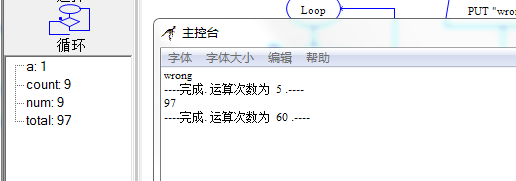 循环
a: 1
count: 9
num: 9
total: 97
Loop
PUT "wrong
主控台
字体 字体大小 编辑 帮助
wrong
----完成. 运算次数为 5 .----
97
----完成. 运算次数为 60 .----